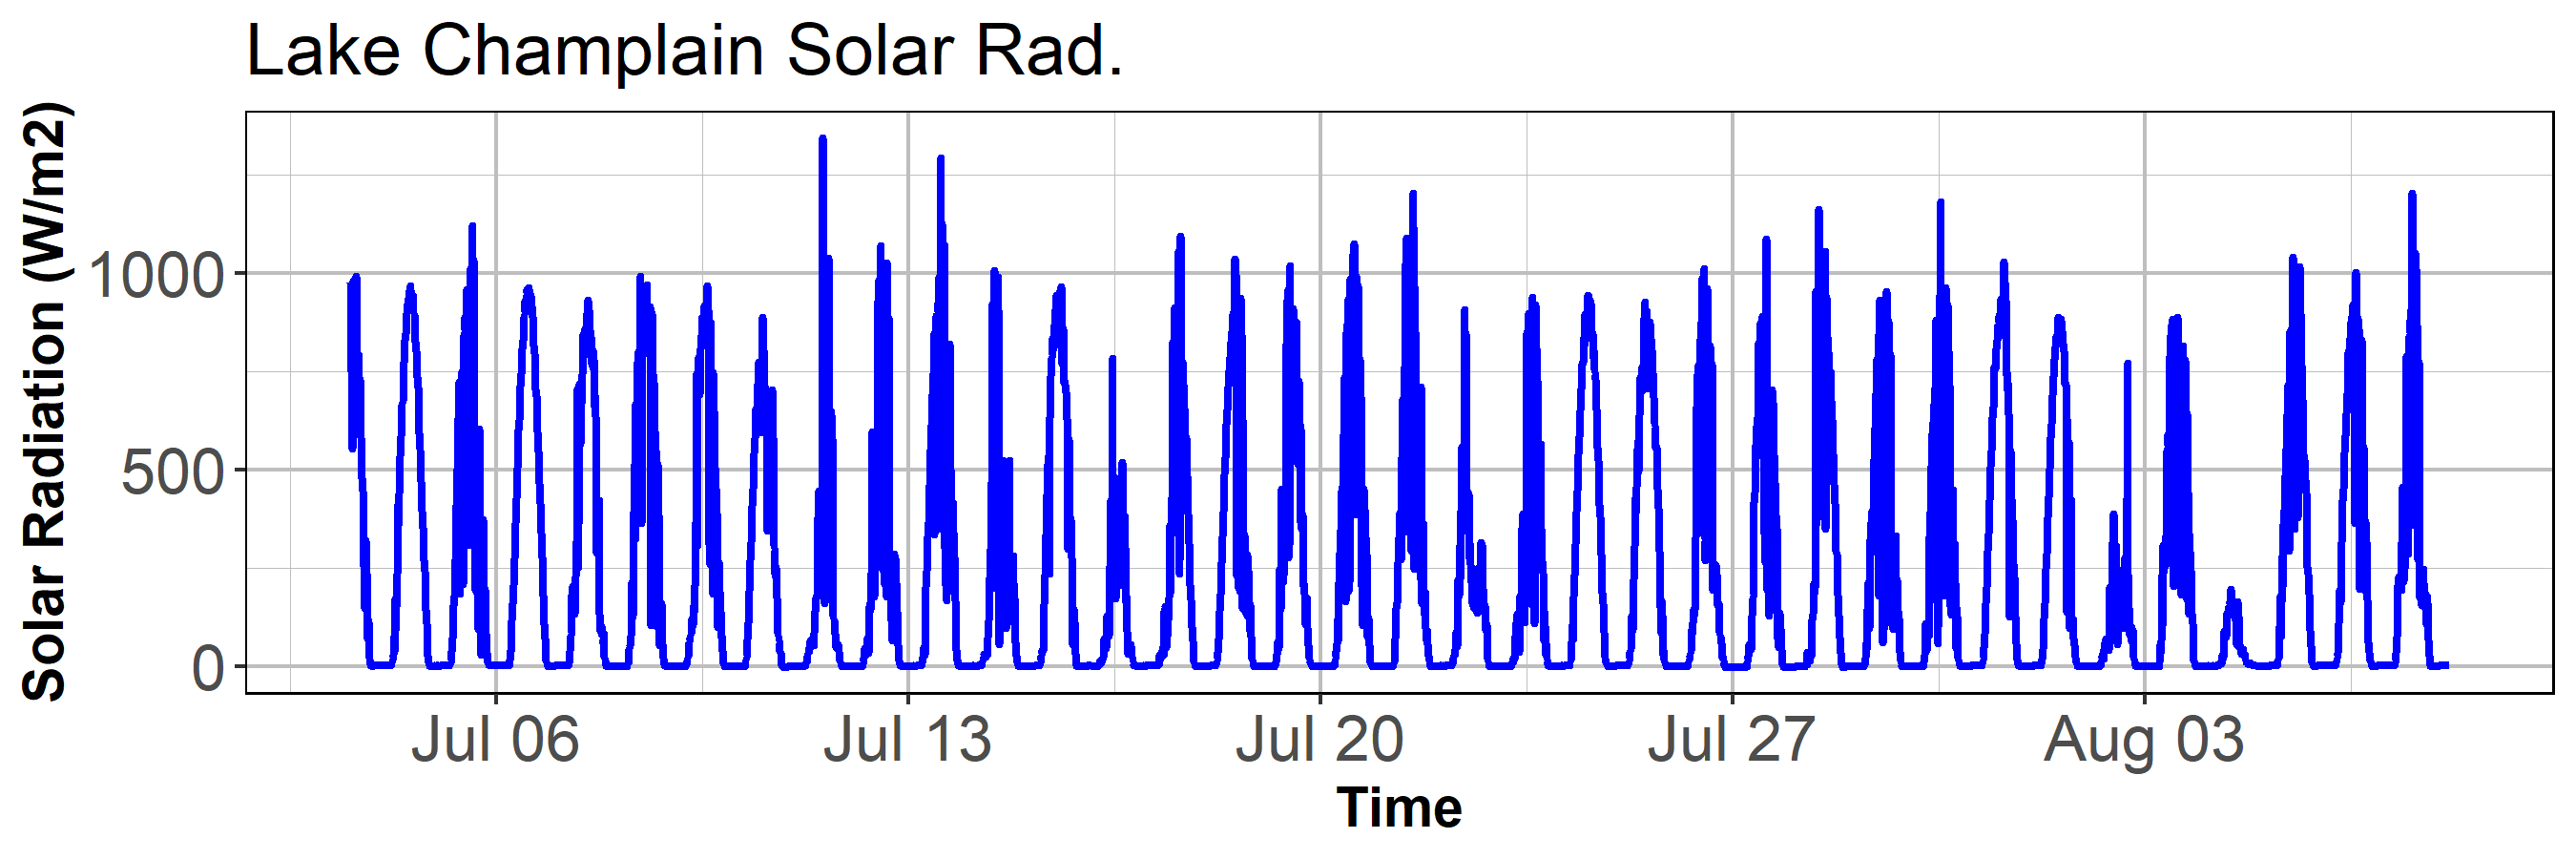 Lake Champlain Solar Rad.
Solar Radiation (W/m2)
1000
500
0
Jul 06
Jul 13
Jul 20
Jul 27
Aug 03
Time